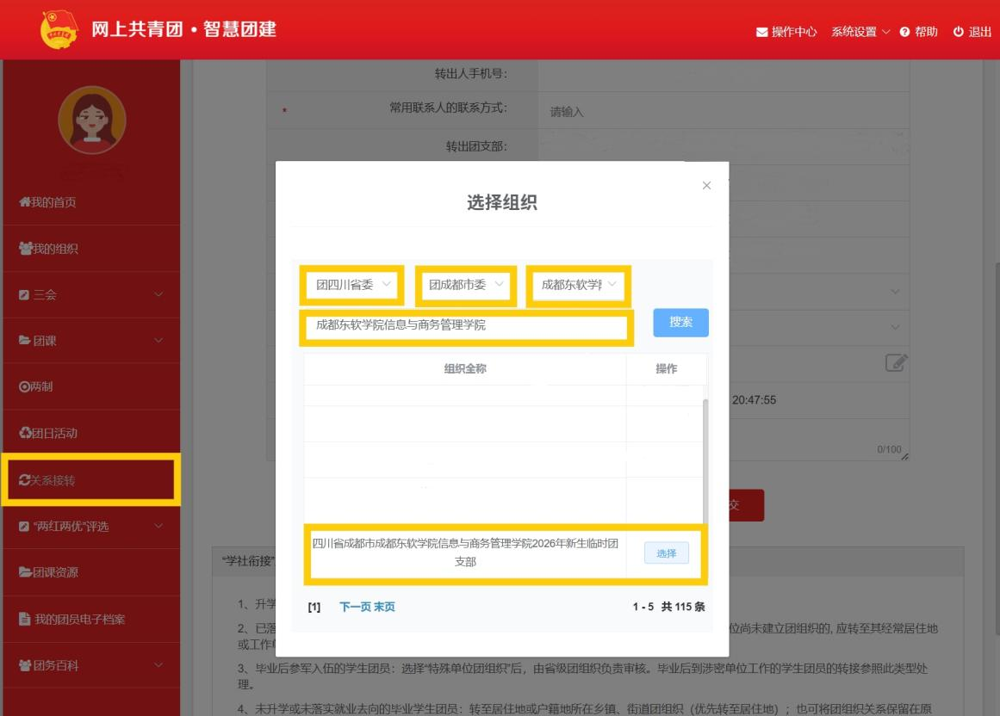 网上共青团·智慧团建
操作中心 系统设置 帮助 退出
转出人手机号：
* 常用联系人的联系方式： 请输入
转出团支部：
我的首页
我的组织
三会
团课
两制
团日活动
关系接转
“两红两优”评选
团课资源
我的团员电子档案
团务百科
选择组织
团四川省委 团成都市委 成都东软学
成都东软学院信息与商务管理学院 搜索
组织全称 操作
四川省成都市成都东软学院信息与商务管理学院2026年新生临时团
支部
选择
[1] 下一页 末页 1 - 5 共 115 条
20:47:55
0/100
交
“学社衔接”
1、升学
2、已落 位尚未建立团组织的, 应转至其经常居住地
或工作单
3、毕业后参军入伍的学生团员：选择“特殊单位团组织”后，由省级团组织负责审核。毕业后到涉密单位工作的学生团员的转接参照此类型处
理。
4、未升学或未落实就业去向的毕业学生团员：转至居住地或户籍地所在乡镇、街道团组织（优先转至居住地）；也可将团组织关系保留在原